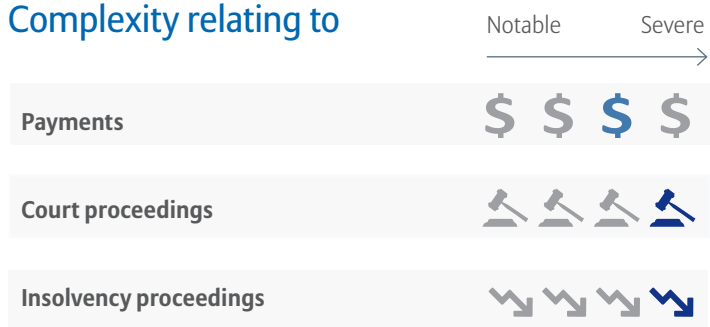 Complexity relating to
Notable Severe
Payments
$ $ $ $
Court proceedings
Insolvency proceedings